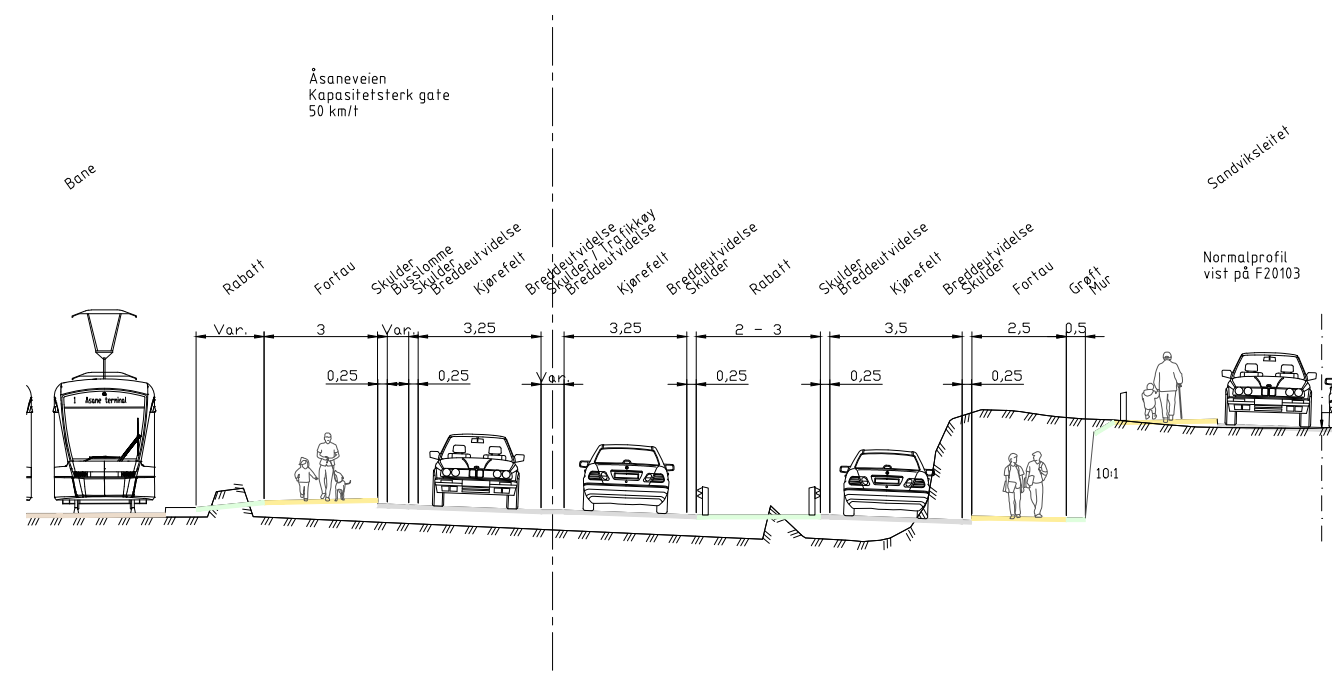 Åsaneveien
Kapasitetsterk gate
50 km/t
Bane
Sandviksleitet
Normalprofil
vist på F20103
Rabatt
Fortau
Skulder
Busslomme
Skulder
Breddeutvidelse
Kjørefelt
Breddeutvidelse
Skulder / Trafikkøy
Breddeutvidelse
Kjørefelt
Breddeutvidelse
Skulder
Rabatt
Skulder
Breddeutvidelse
Kjørefelt
Breddeutvidelse
Skulder
Fortau
Grøft
Mur
Var. 3 Var. 3,25 3,25 2 - 3 3,5 2,5 0,5
0,25 0,25 Var. 0,25 0,25 0,25
1 Åsane terminal
10:1